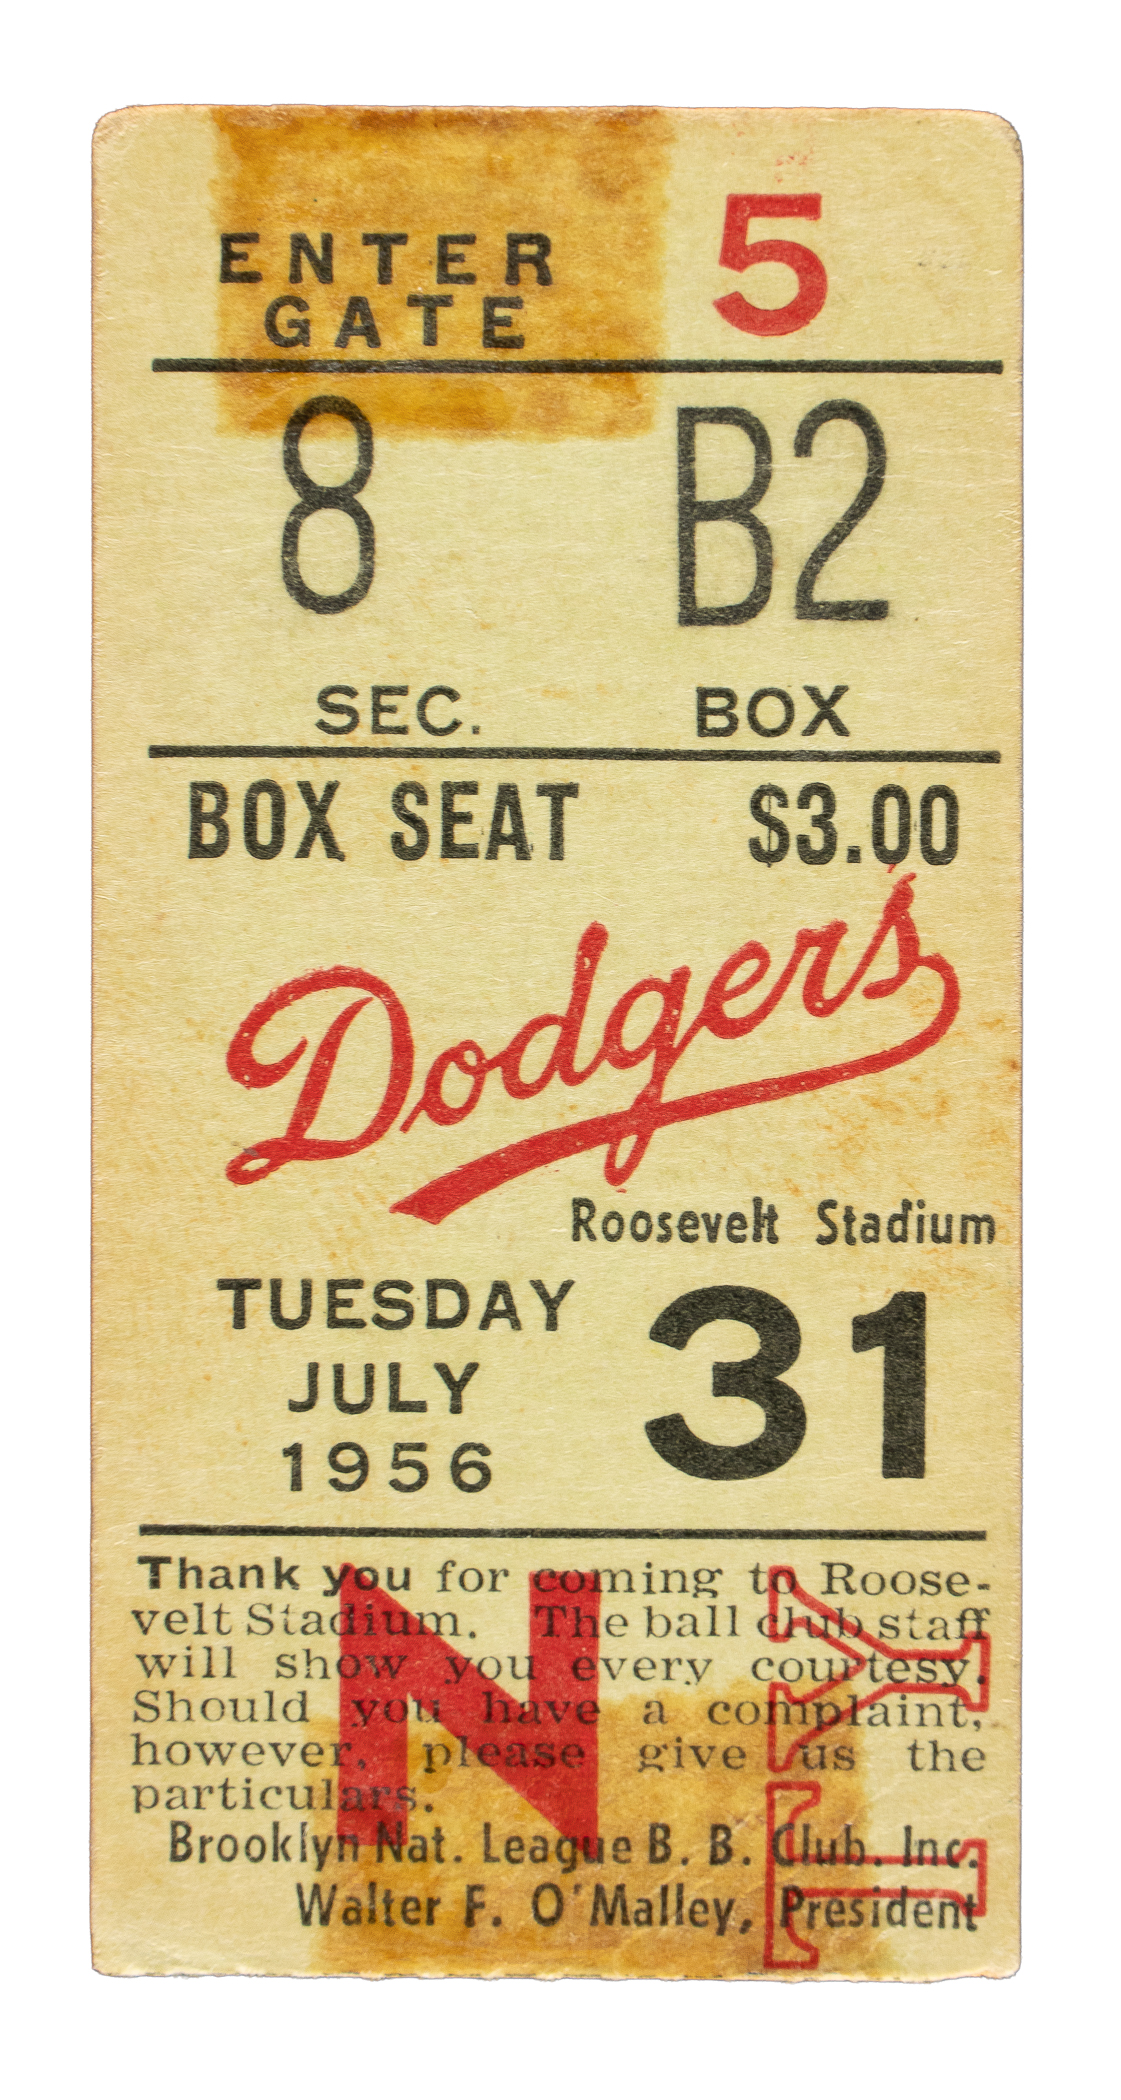 ENTER
GATE 5
8 B2
SEC. BOX
BOX SEAT $3.00
Dodgers
Roosevelt Stadium
TUESDAY
JULY
1956
31
Thank you for coming to Roose-
velt Stadium. The ball club staff
will show you every courtesy.
Should you have a complaint,
however, please give us the
particulars.
Brooklyn Nat. League B. B. Club. Inc.
Walter F. O'Malley, President
N